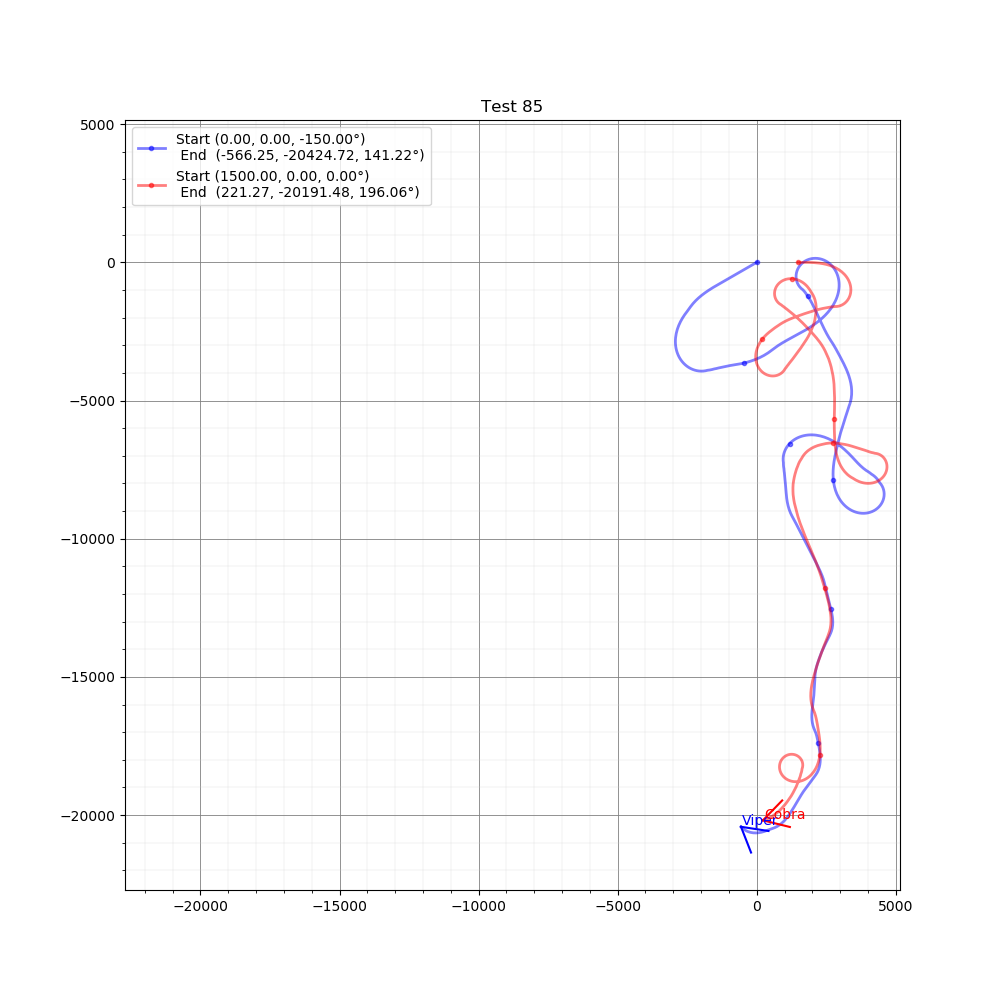 Test 85
Start (0.00, 0.00, -150.00°)
End  (-566.25, -20424.72, 141.22°)
Start (1500.00, 0.00, 0.00°)
End  (221.27, -20191.48, 196.06°)
5000
0
−5000
−10000
−15000
−20000
Viper
Cobra
−20000 −15000 −10000 −5000 0 5000